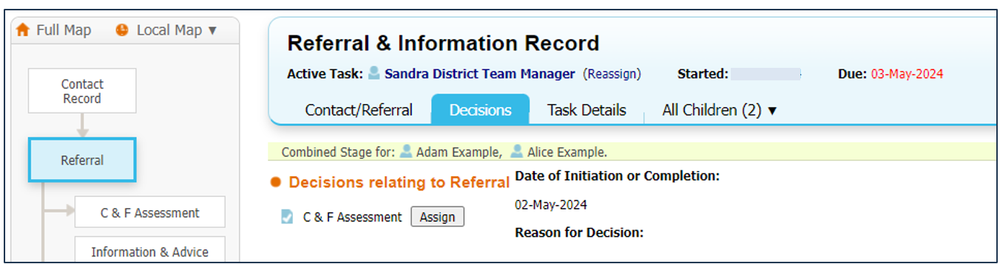 Full Map Local Map ▼
Contact
Record
Referral
C & F Assessment
Information & Advice
Referral & Information Record
Active Task: Sandra District Team Manager (Reassign) Started: Due: 03-May-2024
Contact/Referral Decisions Task Details All Children (2) ▼
Combined Stage for: Adam Example, Alice Example.
Decisions relating to Referral
C & F Assessment Assign
Date of Initiation or Completion:
02-May-2024
Reason for Decision: